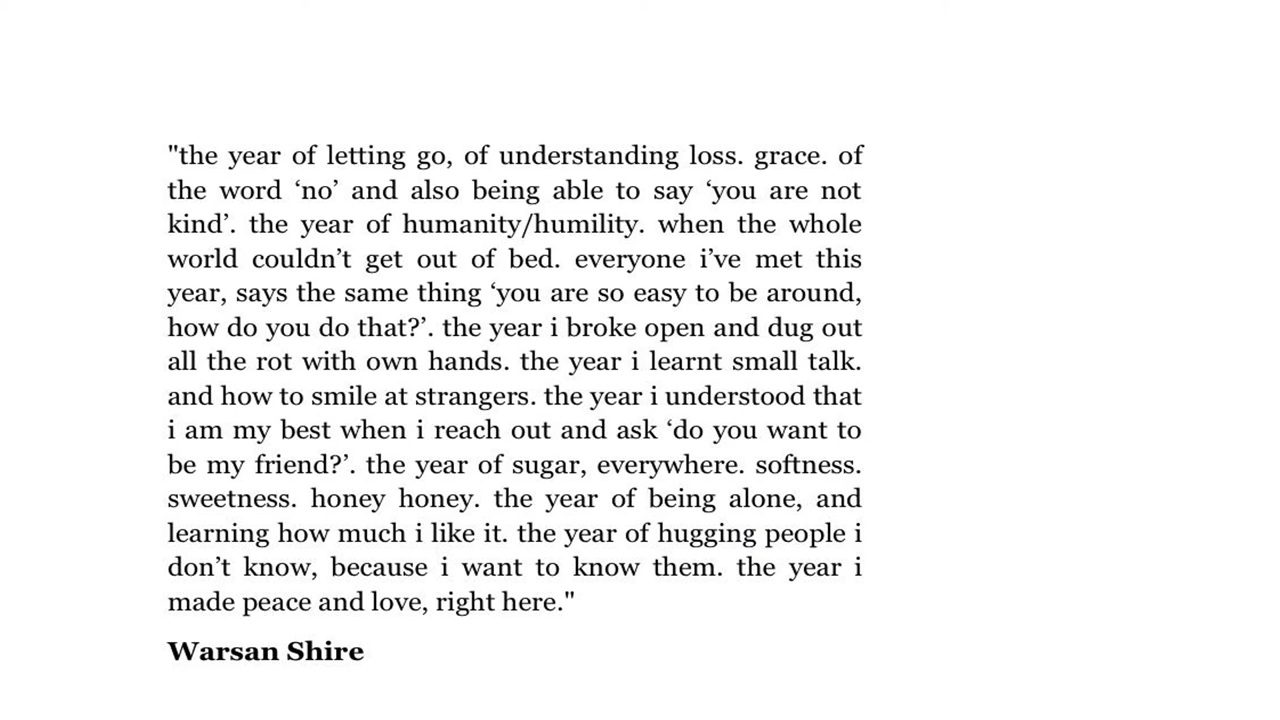 "the year of letting go, of understanding loss. grace. of
the word ‘no’ and also being able to say ‘you are not
kind’. the year of humanity/humility. when the whole
world couldn’t get out of bed. everyone i’ve met this
year, says the same thing ‘you are so easy to be around,
how do you do that?’. the year i broke open and dug out
all the rot with own hands. the year i learnt small talk.
and how to smile at strangers. the year i understood that
i am my best when i reach out and ask ‘do you want to
be my friend?’. the year of sugar, everywhere. softness.
sweetness. honey honey. the year of being alone, and
learning how much i like it. the year of hugging people i
don’t know, because i want to know them. the year i
made peace and love, right here."
Warsan Shire